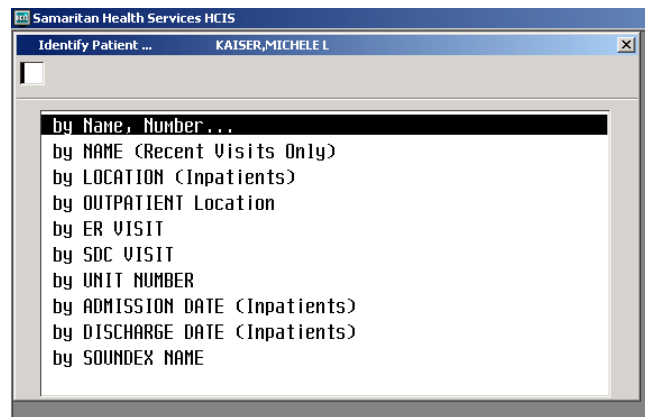 HCIS Samaritan Health Services HCIS
Identify Patient ... KAISER,MICHELE L
by Name, Number...
by NAME (Recent Visits Only)
by LOCATION (Inpatients)
by OUTPATIENT Location
by ER VISIT
by SDC VISIT
by UNIT NUMBER
by ADMISSION DATE (Inpatients)
by DISCHARGE DATE (Inpatients)
by SOUNDEX NAME